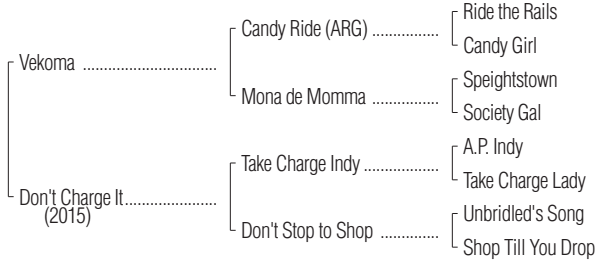 Ride the Rails
Candy Ride (ARG) ................
Candy Girl
Vekoma ................................
Speightstown
Mona de Momma ................
Society Gal
A.P. Indy
Take Charge Indy ..................
Take Charge Lady
Don't Charge It......................
(2015)
Unbridled's Song
Don't Stop to Shop ..............
Shop Till You Drop